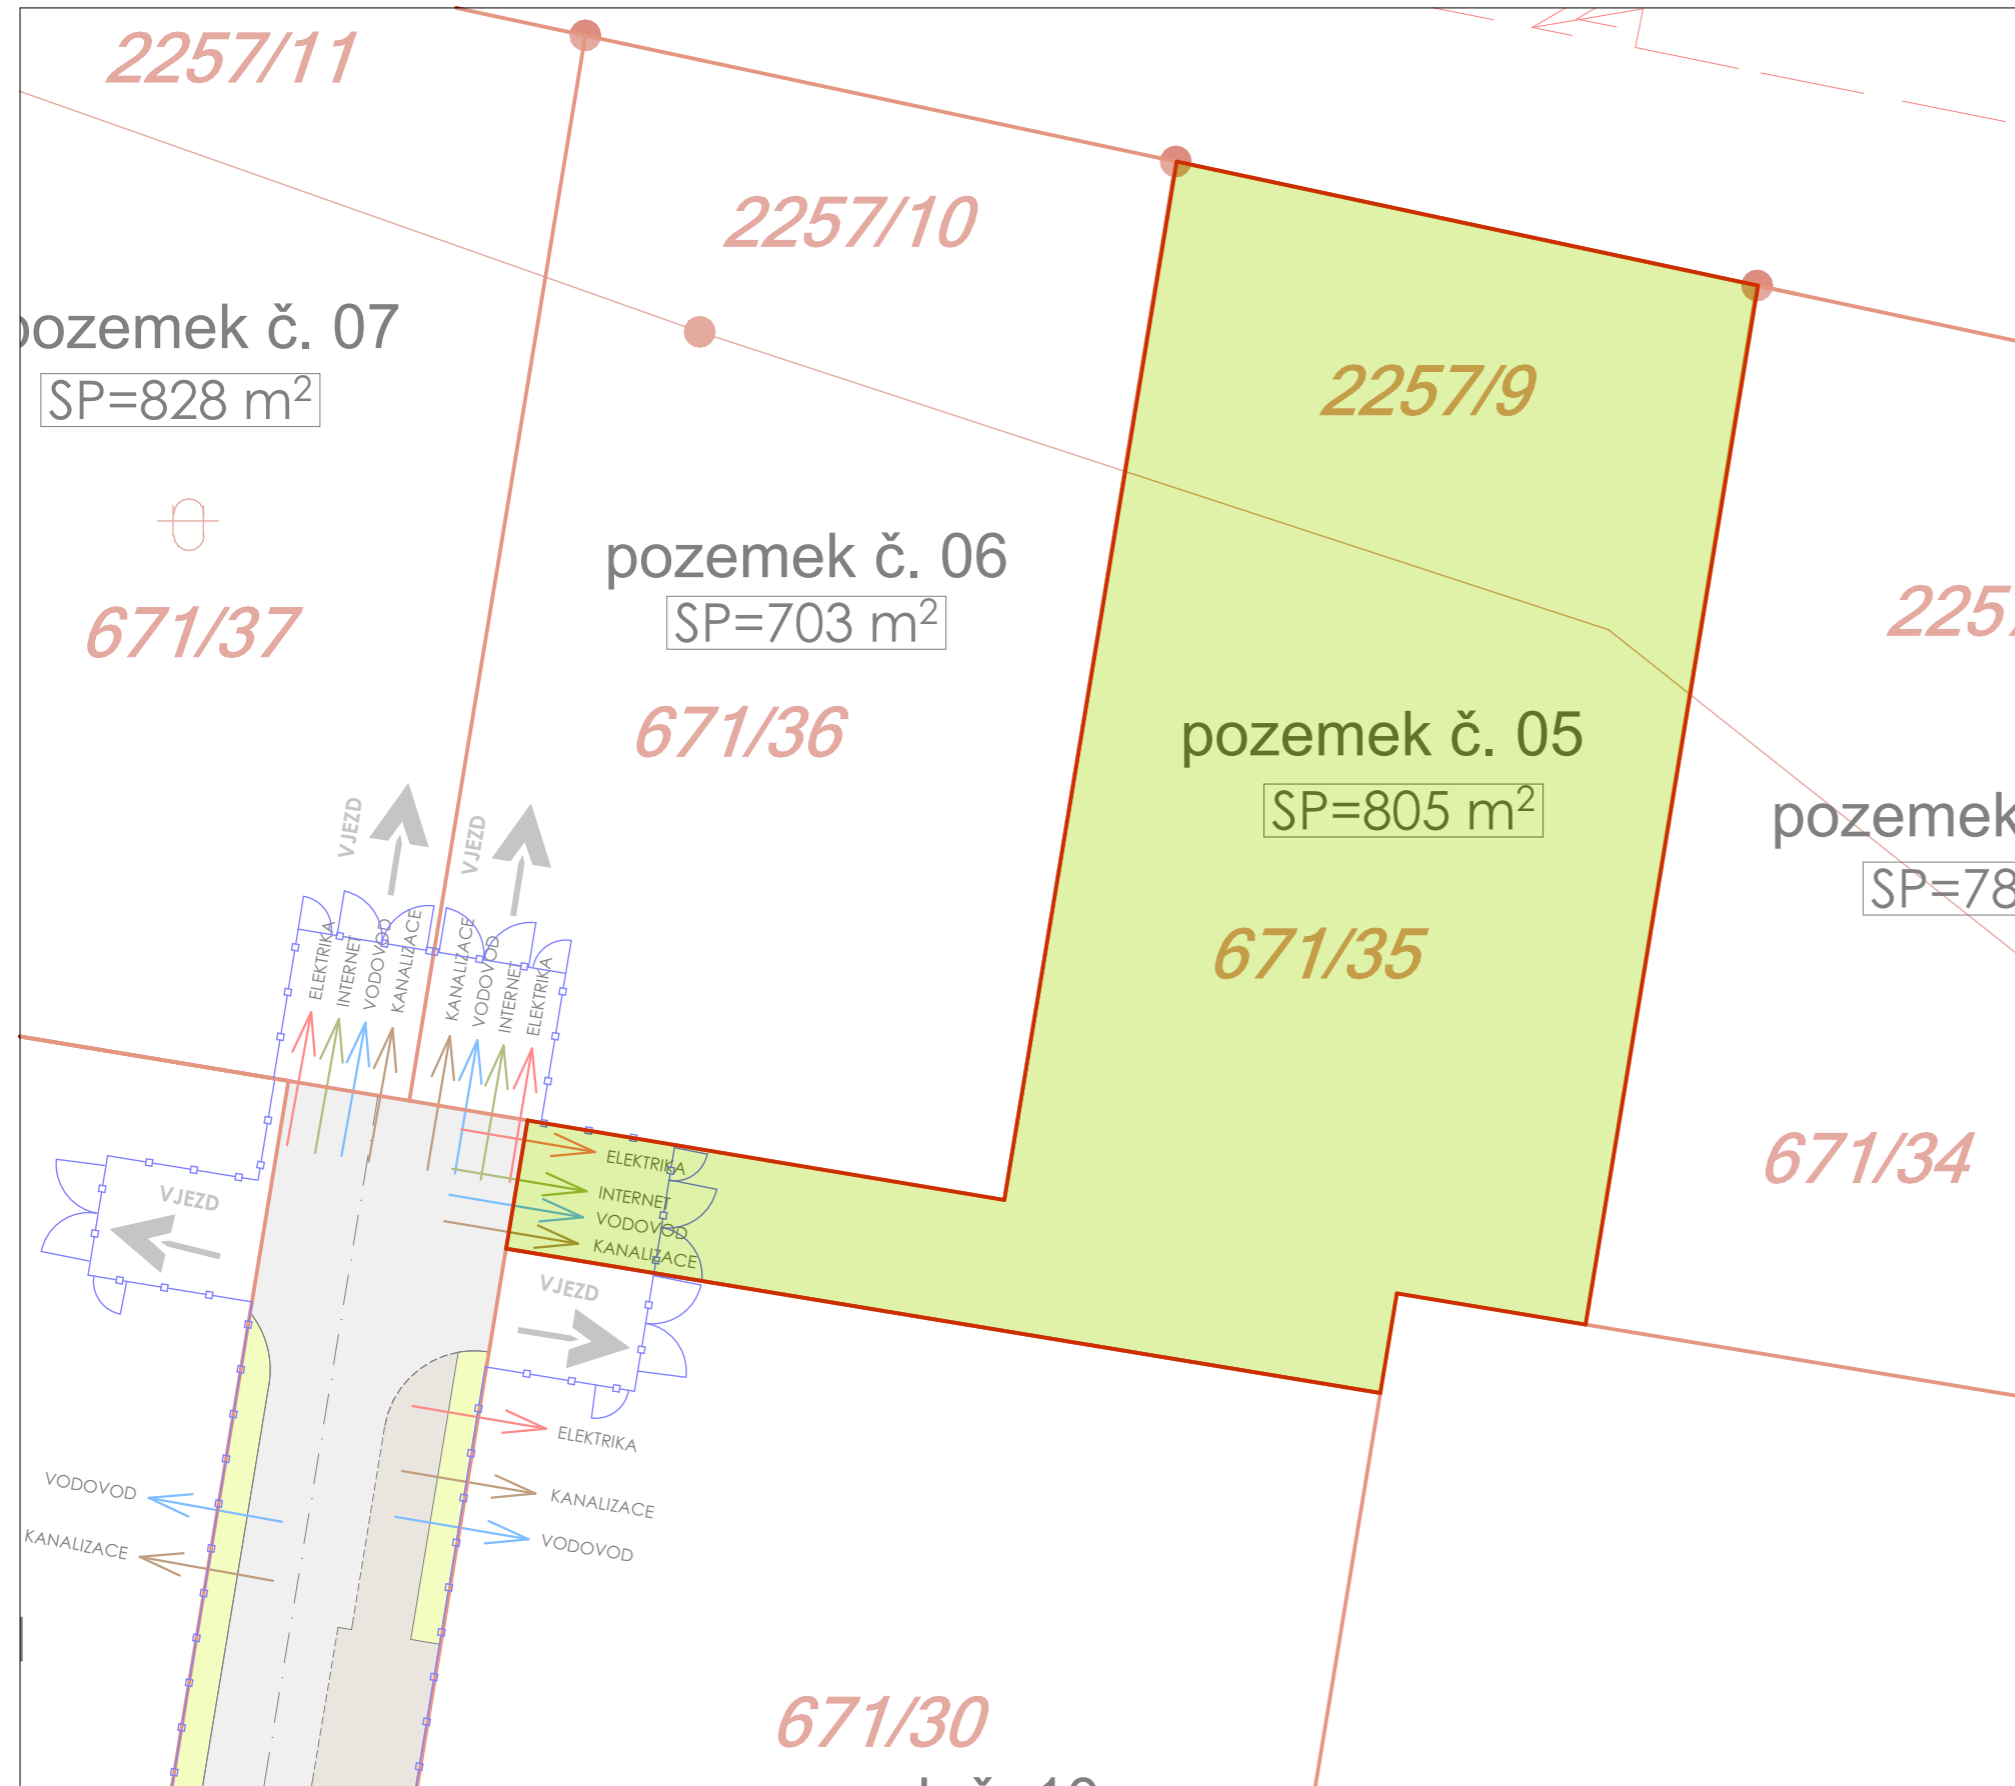 2257/11
2257/10
pozemek č. 07
SP=828 m²
2257/9
pozemek č. 06
SP=703 m²
671/37
671/36
pozemek č. 05
SP=805 m²
pozemek
SP=78
671/35
671/34
VJEZD
VJEZD
ELEKTRIKA
INTERNET
VODOVOD
KANALIZACE
KANALIZACE
VODOVOD
INTERNET
ELEKTRIKA
ELEKTRIKA
INTERNET
VODOVOD
KANALIZACE
VJEZD
VJEZD
ELEKTRIKA
KANALIZACE
VODOVOD
VODOVOD
KANALIZACE
671/30